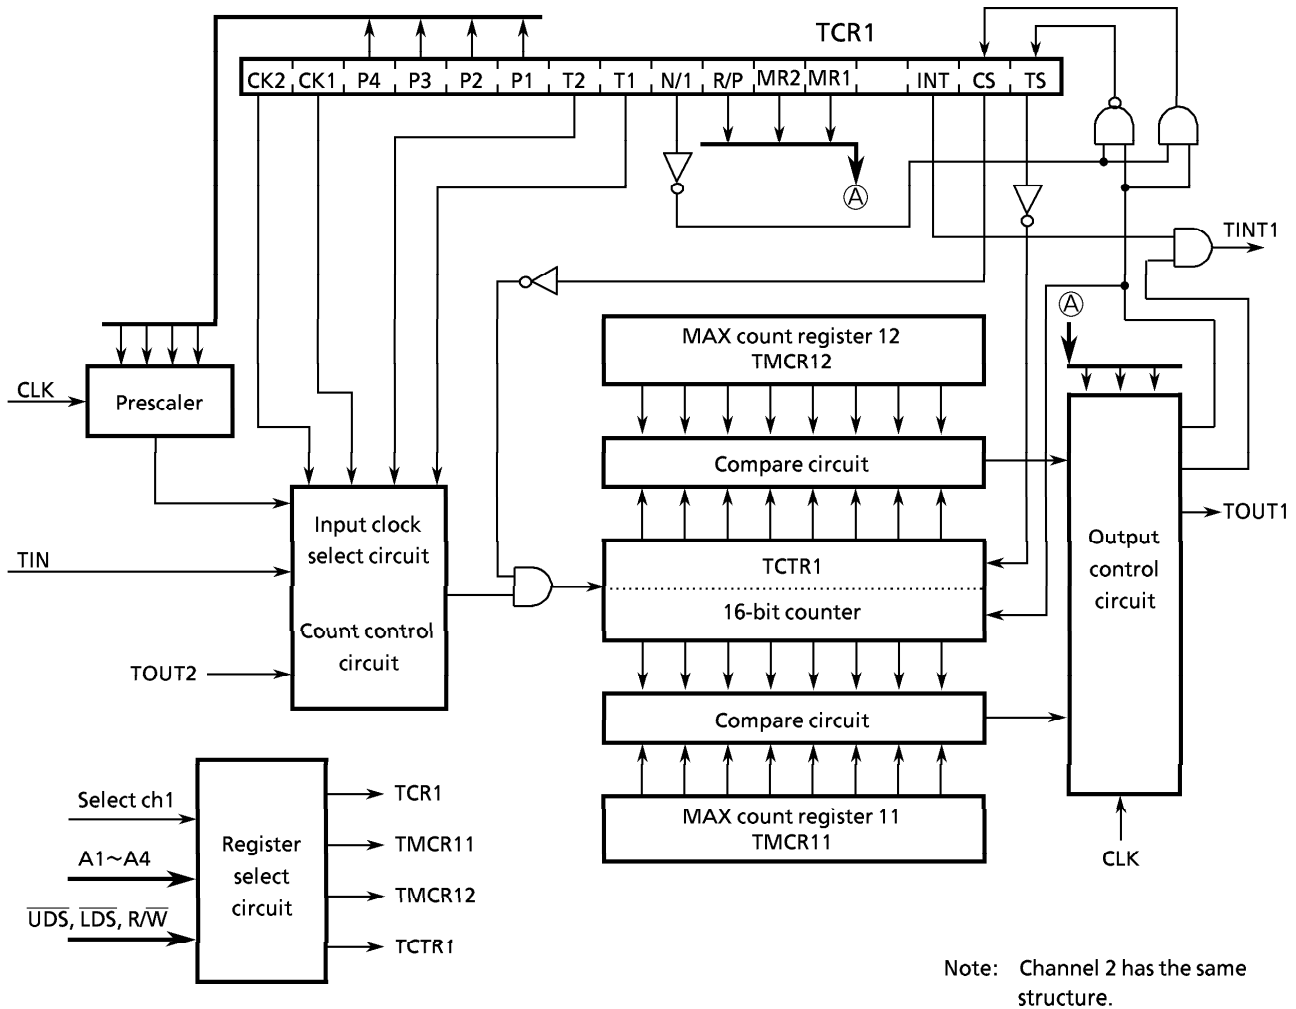 TCR1
CK2 CK1 P4 P3 P2 P1 T2 T1 N/1 R/P MR2 MR1 INT CS TS
A
TINT1
A
MAX count register 12
TMCR12
CLK
Prescaler
Compare circuit
Input clock
select circuit
Count control
circuit
TIN
TOUT2
TCTR1
16-bit counter
Output
control
circuit
TOUT1
Compare circuit
MAX count register 11
TMCR11
CLK
Select ch1
A1~A4
UDS, LDS, R/W
Register
select
circuit
TCR1
TMCR11
TMCR12
TCTR1
Note: Channel 2 has the same
structure.